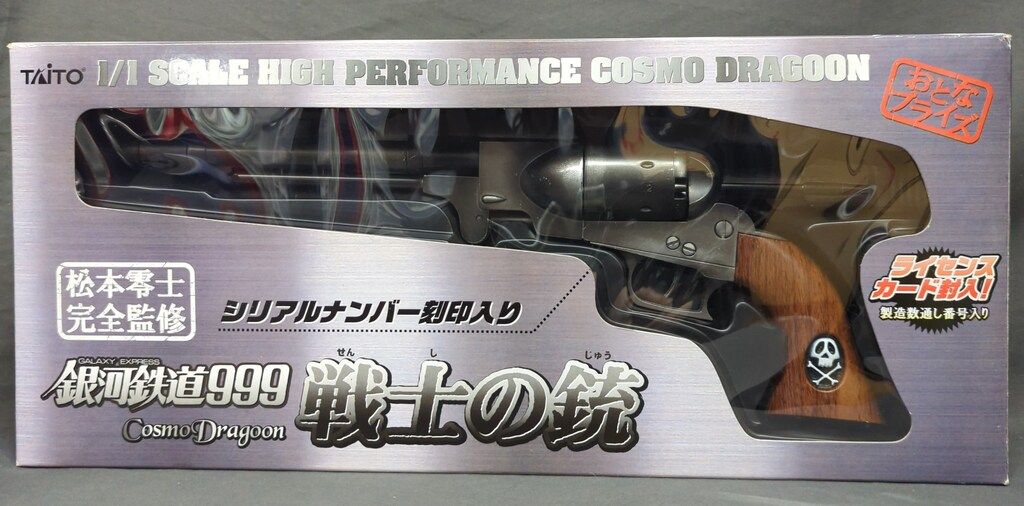 TAITO 1/1 SCALE HIGH PERFORMANCE COSMO DRAGOON
おとな
プライズ
松本零士
完全監修
シリアルナンバー刻印入り
ライセンス
カード封入!
製造数通し番号入り
GALAXY EXPRESS
銀河鉄道999
Cosmo Dragoon
せん し じゅう
戦士の銃
2